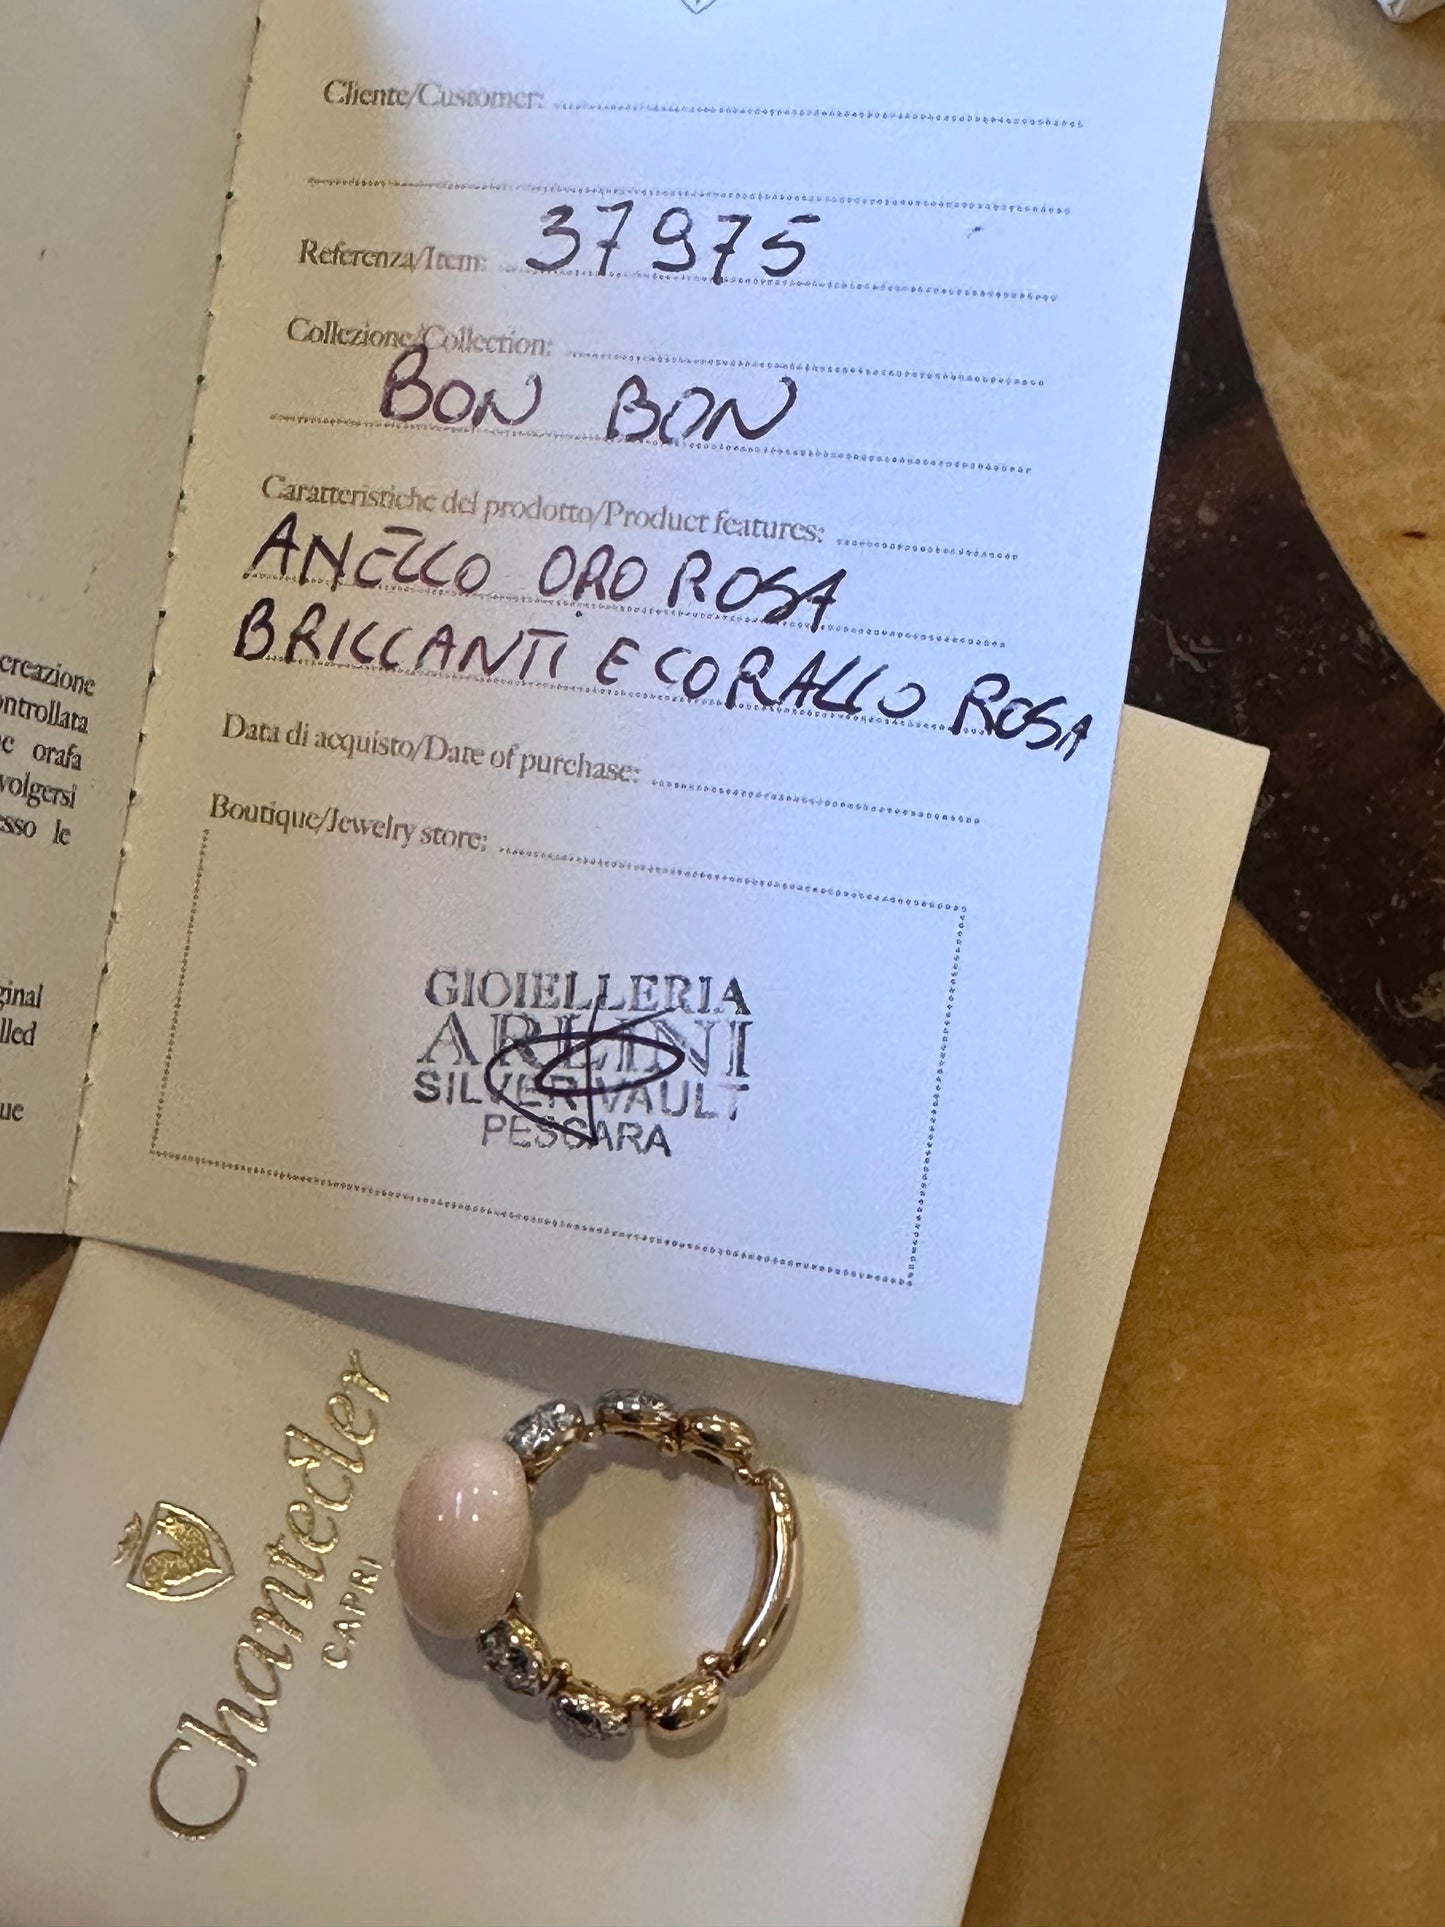 Cliente/Customer:
Referenza/Item: 37975
Collezione/Collection:
BON BON
Caratteristiche del prodotto/Product features:
ANELLO ORO ROSA
BRILLANTI E CORALLO ROSA
Data di acquisto/Date of purchase:
Boutique/Jewelry store:
GIOIELLERIA
ARLINI
SILVER VAULT
PESCARA
creazione
ontrollata
orafa
volgersi
esso le
ginal
lled
ue
Chantecler
CAPRI